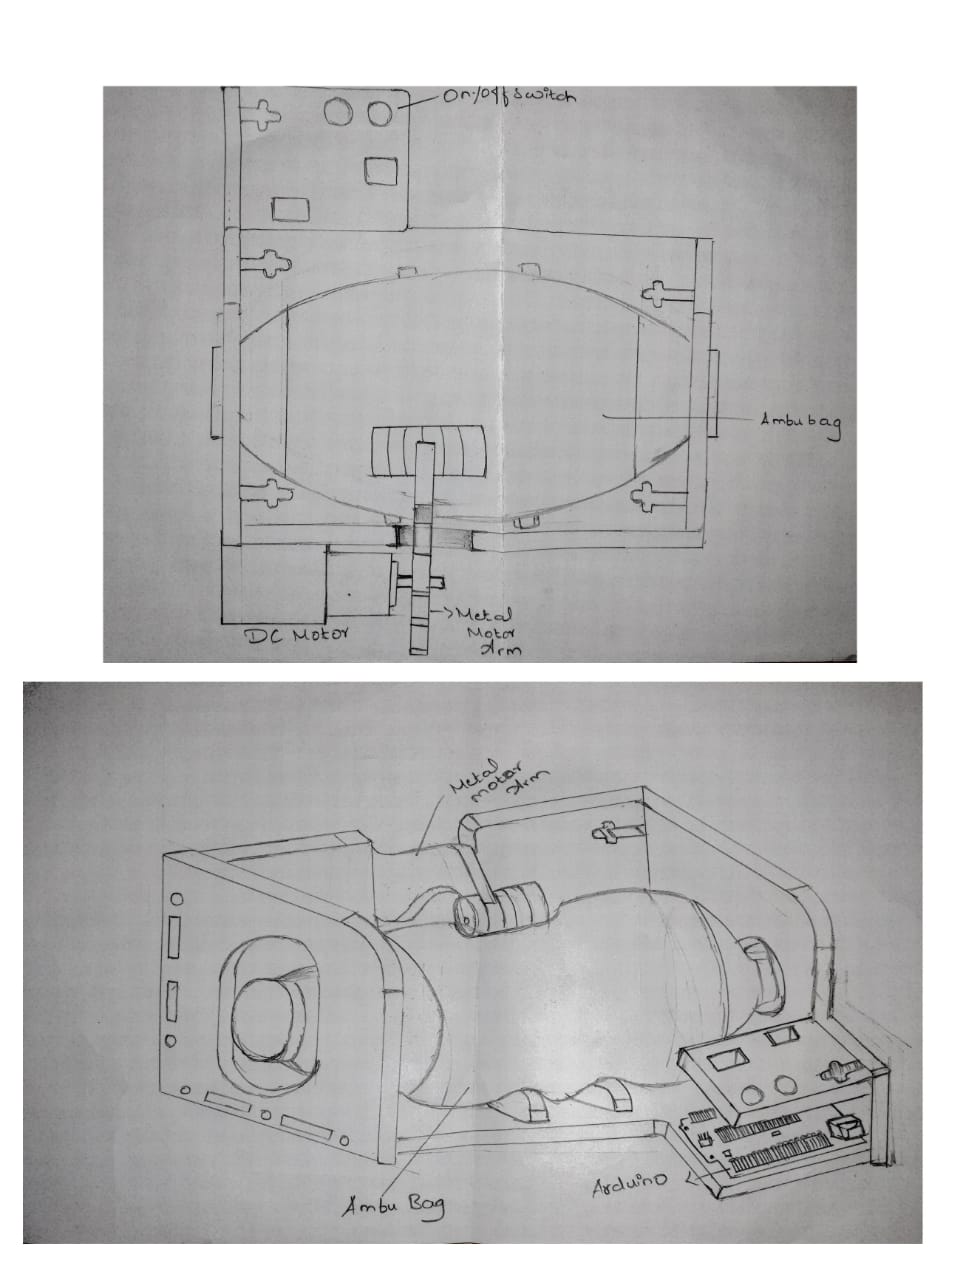 On/Off Switch
Ambu bag
DC Motor
Metal
Motor
Arm
Metal
motor
Arm
Arduino
Ambu Bag